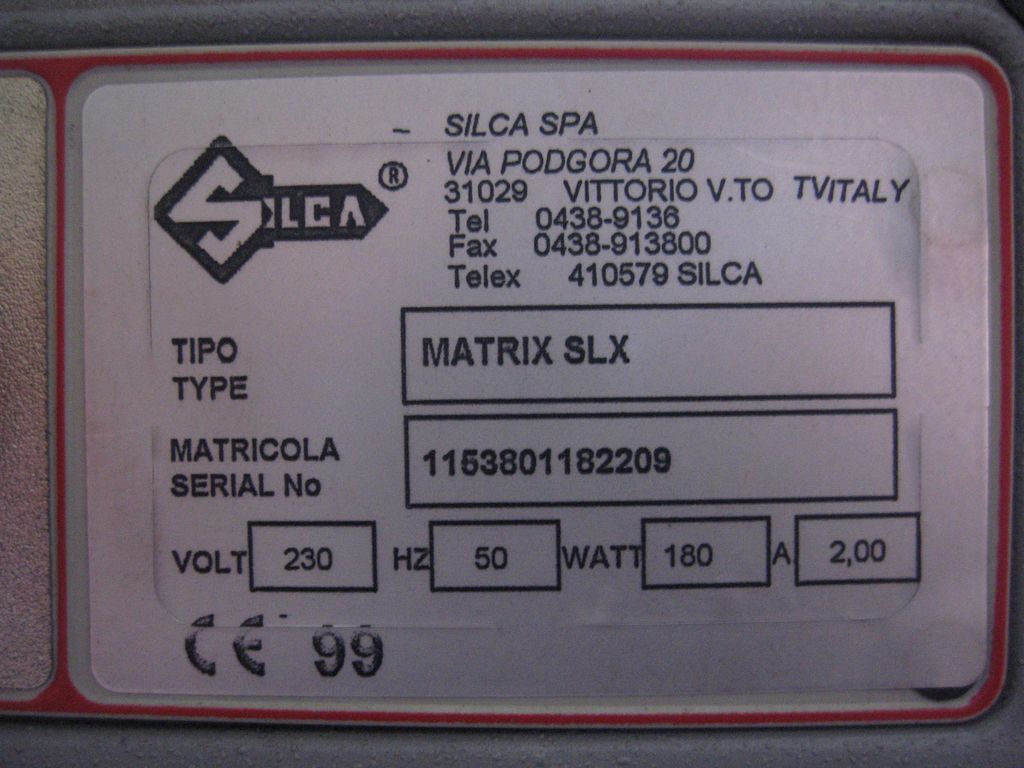 SILCA ®
SILCA SPA
VIA PODGORA 20
31029 VITTORIO V.TO TVITALY
Tel 0438-9136
Fax 0438-913800
Telex 410579 SILCA
TIPO
TYPE
MATRIX SLX
MATRICOLA
SERIAL No
1153801182209
VOLT 230 HZ 50 WATT 180 A 2,00
CE 99